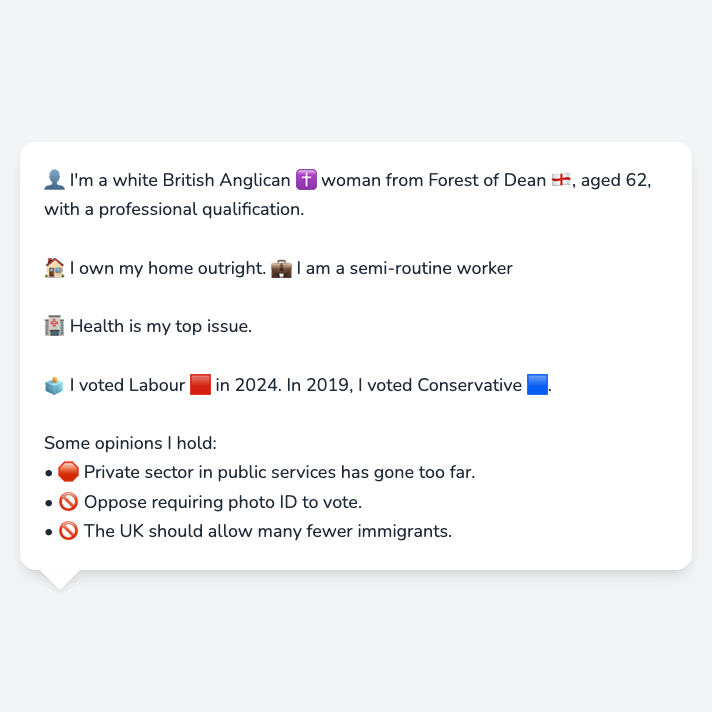 👤 I'm a white British Anglican ✝️ woman from Forest of Dean 🏴󠁧󠁢󠁥󠁮󠁧󠁿, aged 62,
with a professional qualification.
🏠 I own my home outright. 💼 I am a semi-routine worker
🏥 Health is my top issue.
🗳️ I voted Labour 🟥 in 2024. In 2019, I voted Conservative 🟦.
Some opinions I hold:
• 🛑 Private sector in public services has gone too far.
• 🚫 Oppose requiring photo ID to vote.
• 🚫 The UK should allow many fewer immigrants.